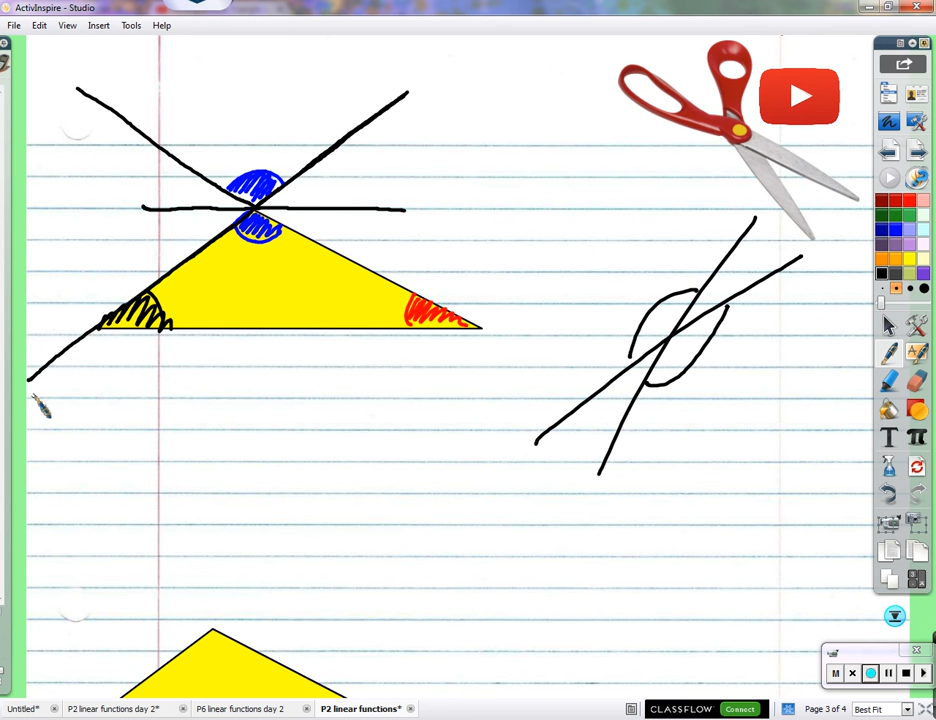 ActivInspire - Studio
File Edit View Insert Tools Help
T π
Untitled* P2 linear functions day 2* P6 linear functions day 2 P2 linear functions* CLASSFLOW Connect Page 3 of 4 Best Fit
M